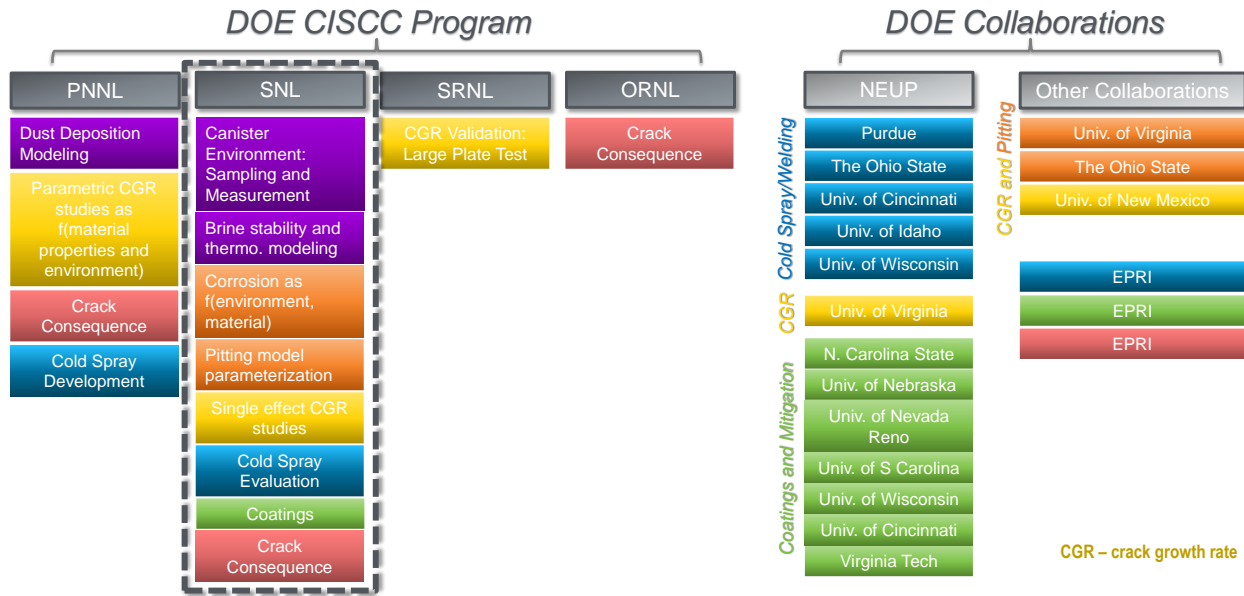 DOE CISCC Program
PNNL
Dust Deposition
Modeling
Parametric CGR
studies as
f(material
properties and
environment)
Crack
Consequence
Cold Spray
Development
SNL
Canister
Environment:
Sampling and
Measurement
Brine stability and
thermo. modeling
Corrosion as
f(environment,
material)
Pitting model
parameterization
Single effect CGR
studies
Cold Spray
Evaluation
Coatings
Crack
Consequence
SRNL
CGR Validation:
Large Plate Test
ORNL
Crack
Consequence
DOE Collaborations
NEUP
Cold Spray/Welding
Purdue
The Ohio State
Univ. of Cincinnati
Univ. of Idaho
Univ. of Wisconsin
CGR
Univ. of Virginia
Coatings and Mitigation
N. Carolina State
Univ. of Nebraska
Univ. of Nevada
Reno
Univ. of S Carolina
Univ. of Wisconsin
Univ. of Cincinnati
Virginia Tech
Other Collaborations
CGR and Pitting
Univ. of Virginia
The Ohio State
Univ. of New Mexico
EPRI
EPRI
EPRI
CGR – crack growth rate